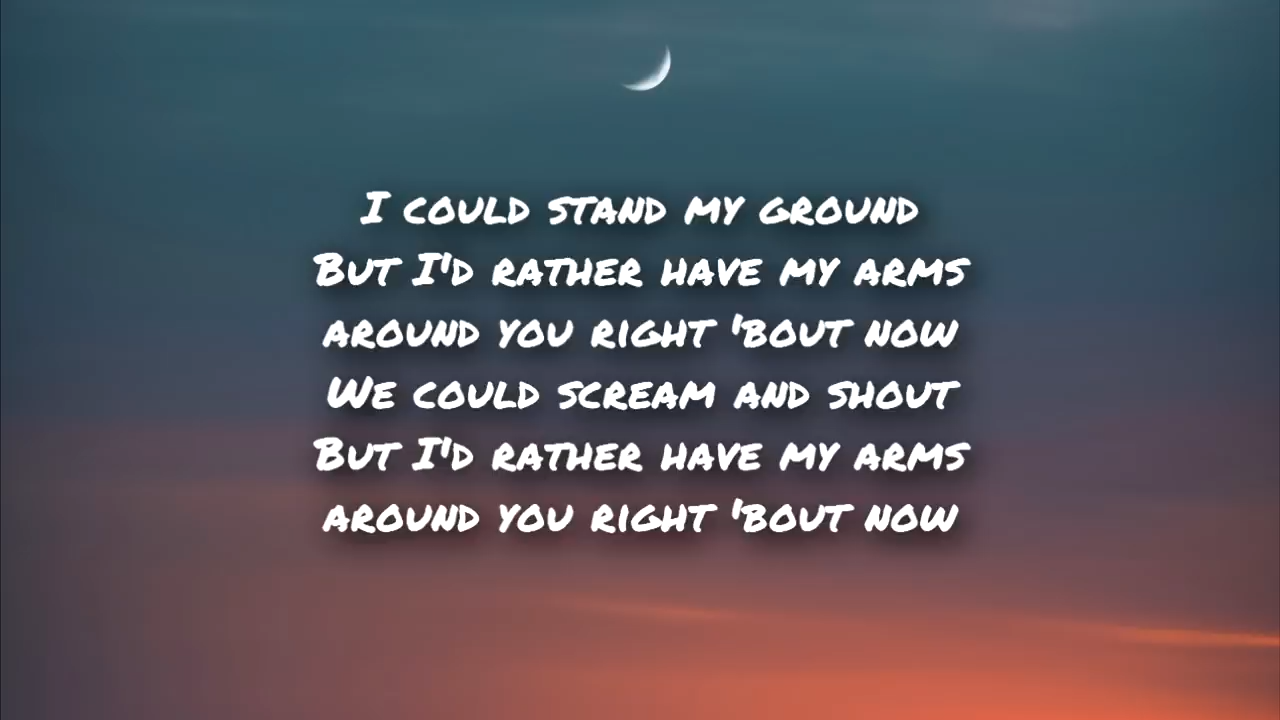 I could stand my ground
But I'd rather have my arms
around you right 'bout now
We could scream and shout
But I'd rather have my arms
around you right 'bout now